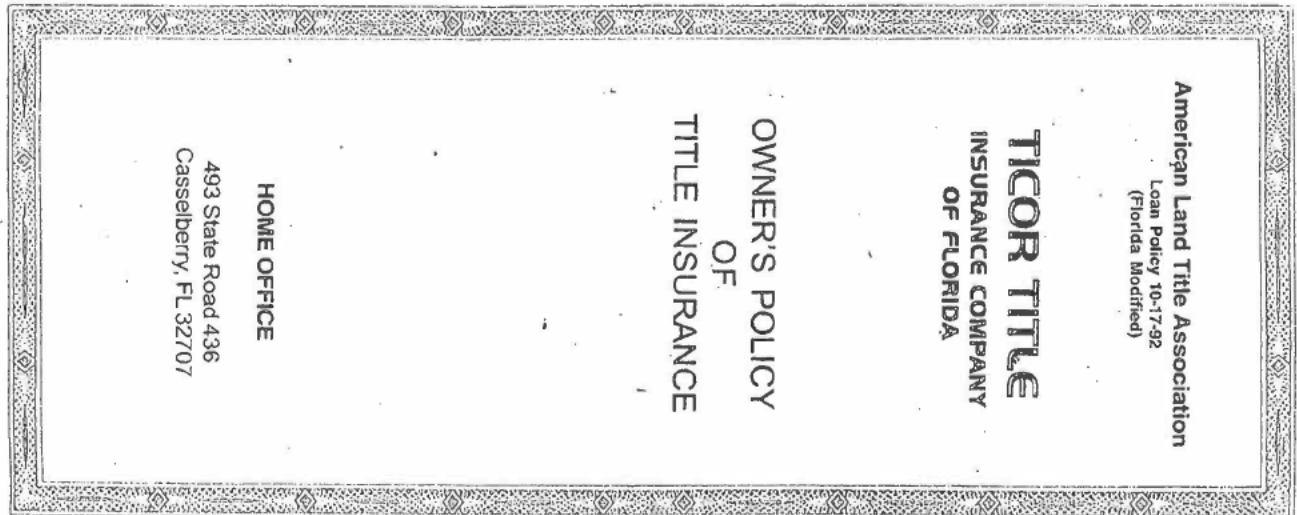 American Land Title Association
Loan Policy 10-17-92
(Florida Modified)
TICOR TITLE
INSURANCE COMPANY
OF FLORIDA
OWNER'S POLICY
OF
TITLE INSURANCE
HOME OFFICE
493 State Road 436
Casselberry, FL 32707